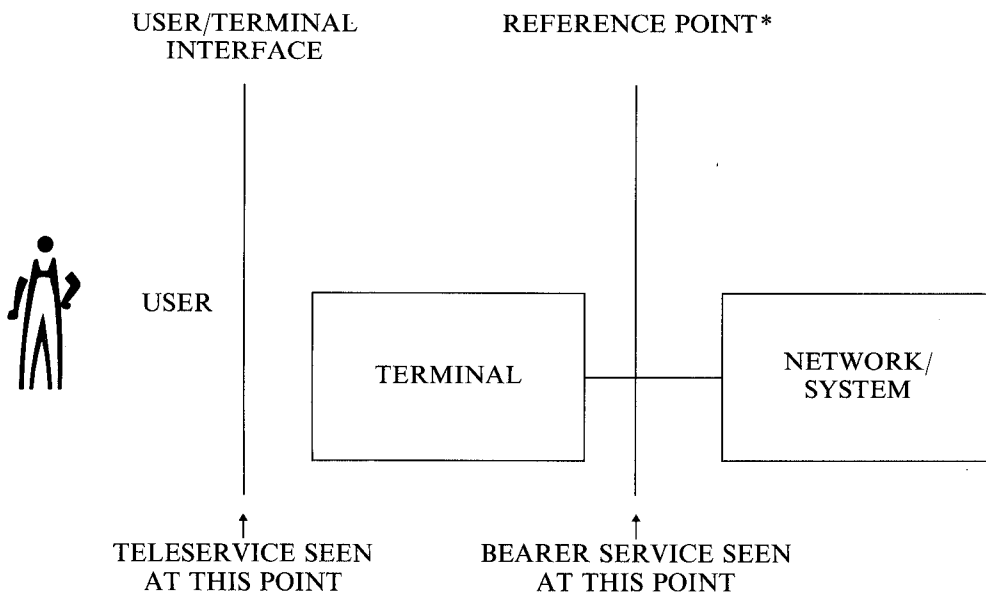 USER/TERMINAL
INTERFACE
REFERENCE POINT*
USER
TERMINAL
NETWORK/
SYSTEM
TELESERVICE SEEN
AT THIS POINT
BEARER SERVICE SEEN
AT THIS POINT